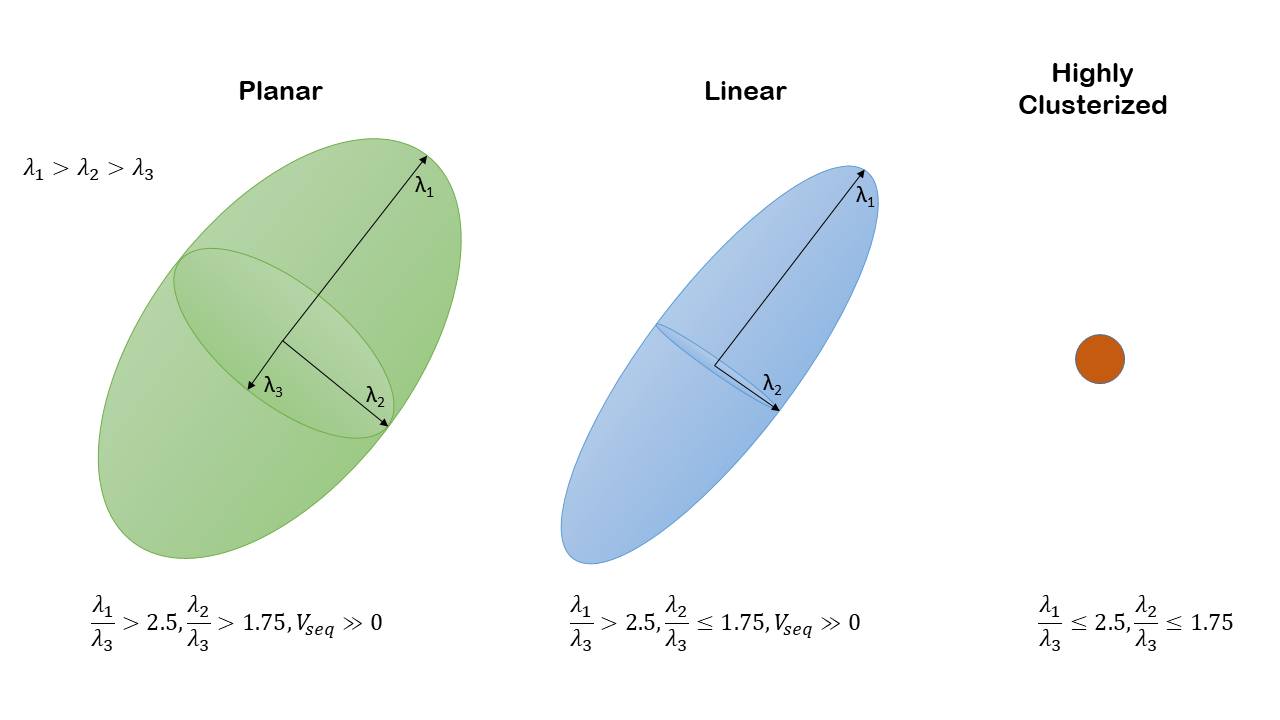 Planar
Linear
Highly
Clusterized
λ₁ > λ₂ > λ₃
λ₁
λ₃
λ₂
λ₁
λ₂
λ₁/λ₃ > 2.5, λ₂/λ₃ > 1.75, Vₛₑq ≫ 0
λ₁/λ₃ > 2.5, λ₂/λ₃ ≤ 1.75, Vₛₑq ≫ 0
λ₁/λ₃ ≤ 2.5, λ₂/λ₃ ≤ 1.75